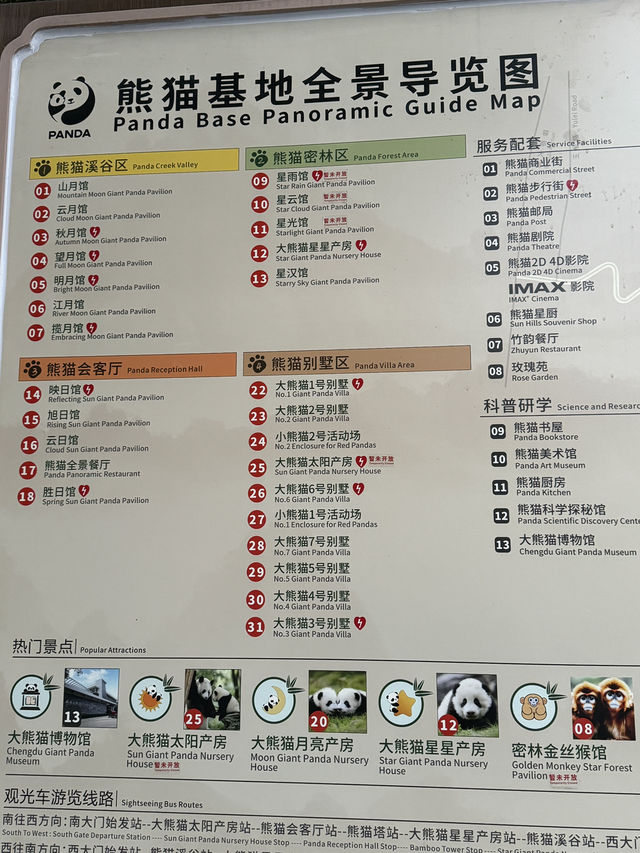 PANDA
熊猫基地全景导览图
Panda Base Panoramic Guide Map
1 熊猫溪谷区 Panda Creek Valley
01 山月馆
Mountain Moon Giant Panda Pavilion
02 云月馆
Cloud Moon Giant Panda Pavilion
03 秋月馆
Autumn Moon Giant Panda Pavilion
04 望月馆
Full Moon Giant Panda Pavilion
05 明月馆
Bright Moon Giant Panda Pavilion
06 江月馆
River Moon Giant Panda Pavilion
07 揽月馆
Embracing Moon Giant Panda Pavilion
2 熊猫密林区 Panda Forest Area
09 星雨馆 暂未开放
Star Rain Giant Panda Pavilion
10 星云馆 暂未开放
Star Cloud Giant Panda Pavilion
11 星光馆 暂未开放
Starlight Giant Panda Pavilion
12 大熊猫星星产房
Star Giant Panda Nursery House
13 星汉馆
Starry Sky Giant Panda Pavilion
3 熊猫会客厅 Panda Reception Hall
14 映日馆
Reflecting Sun Giant Panda Pavilion
15 旭日馆
Rising Sun Giant Panda Pavilion
16 云日馆
Cloud Sun Giant Panda Pavilion
17 熊猫全景餐厅
Panda Panoramic Restaurant
18 胜日馆
Spring Sun Giant Panda Pavilion
4 熊猫别墅区 Panda Villa Area
22 大熊猫1号别墅
No.1 Giant Panda Villa
23 大熊猫2号别墅
No.2 Giant Panda Villa
24 小熊猫2号活动场
No.2 Enclosure for Red Pandas
25 大熊猫太阳产房 暂未开放
Sun Giant Panda Nursery House
26 大熊猫6号别墅
No.6 Giant Panda Villa
27 小熊猫1号活动场
No.1 Enclosure for Red Pandas
28 大熊猫7号别墅
No.7 Giant Panda Villa
29 大熊猫5号别墅
No.5 Giant Panda Villa
30 大熊猫4号别墅
No.4 Giant Panda Villa
31 大熊猫3号别墅
No.3 Giant Panda Villa
服务配套 Service Facilities
01 熊猫商业街
Panda Commercial Street
02 熊猫步行街
Panda Pedestrian Street
03 熊猫邮局
Panda Post
04 熊猫剧院
Panda Theatre
05 熊猫2D 4D影院
Panda 2D 4D Cinema
IMAX 影院
IMAX® Cinema
06 熊猫星厨
Sun Hills Souvenir Shop
07 竹韵餐厅
Zhuyun Restaurant
08 玫瑰苑
Rose Garden
科普研学 Science and Researc
09 熊猫书屋
Panda Bookstore
10 熊猫美术馆
Panda Art Museum
11 熊猫厨房
Panda Kitchen
12 熊猫科学探秘馆
Panda Scientific Discovery Cente
13 大熊猫博物馆
Chengdu Giant Panda Museum
热门景点 Popular Attractions
13
大熊猫博物馆
Chengdu Giant Panda
Museum
25
大熊猫太阳产房
Sun Giant Panda Nursery
House 暂未开放
20
大熊猫月亮产房
Moon Giant Panda Nursery
House
12
大熊猫星星产房
Star Giant Panda Nursery
House
08
密林金丝猴馆
Golden Monkey Star Forest
Pavilion 暂未开放
观光车游览线路 Sightseeing Bus Routes
南往西方向:南大门始发站--大熊猫太阳产房站--熊猫会客厅站--熊猫塔站--大熊猫星星产房站--熊猫溪谷站--西大门
South To West : South Gate Departure Station ---- Sun Giant Panda Nursery House Stop ---- Panda Reception Hall Stop ---- Bamboo Tower Stop ---- Star Giant Panda N